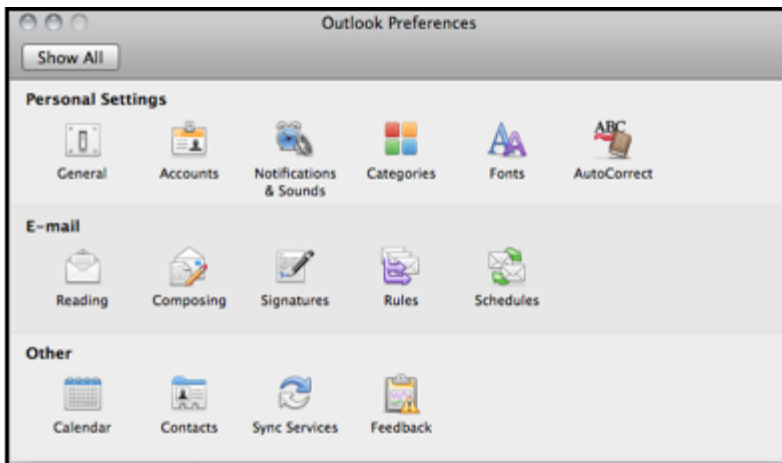 Outlook Preferences
Show All
Personal Settings
General Accounts Notifications & Sounds Categories Fonts ABC AutoCorrect
E-mail
Reading Composing Signatures Rules Schedules
Other
Calendar Contacts Sync Services Feedback